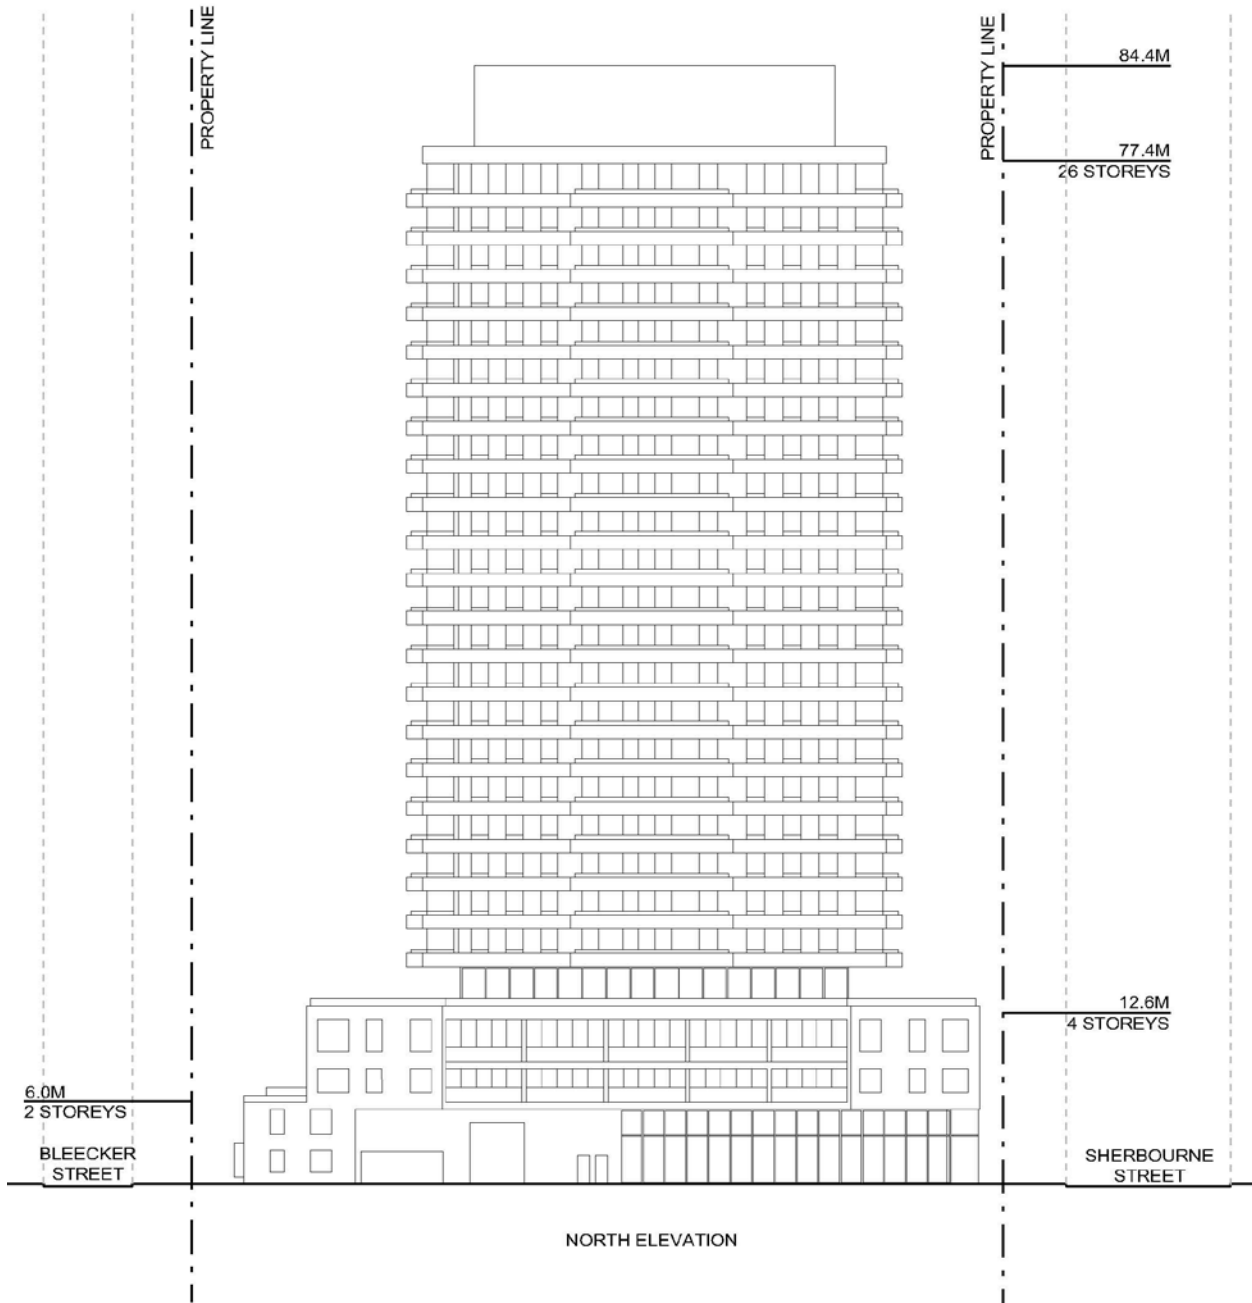 PROPERTY LINE
PROPERTY LINE
84.4M
77.4M
26 STOREYS
12.6M
4 STOREYS
6.0M
2 STOREYS
BLEECKER
STREET
SHERBOURNE
STREET
NORTH ELEVATION